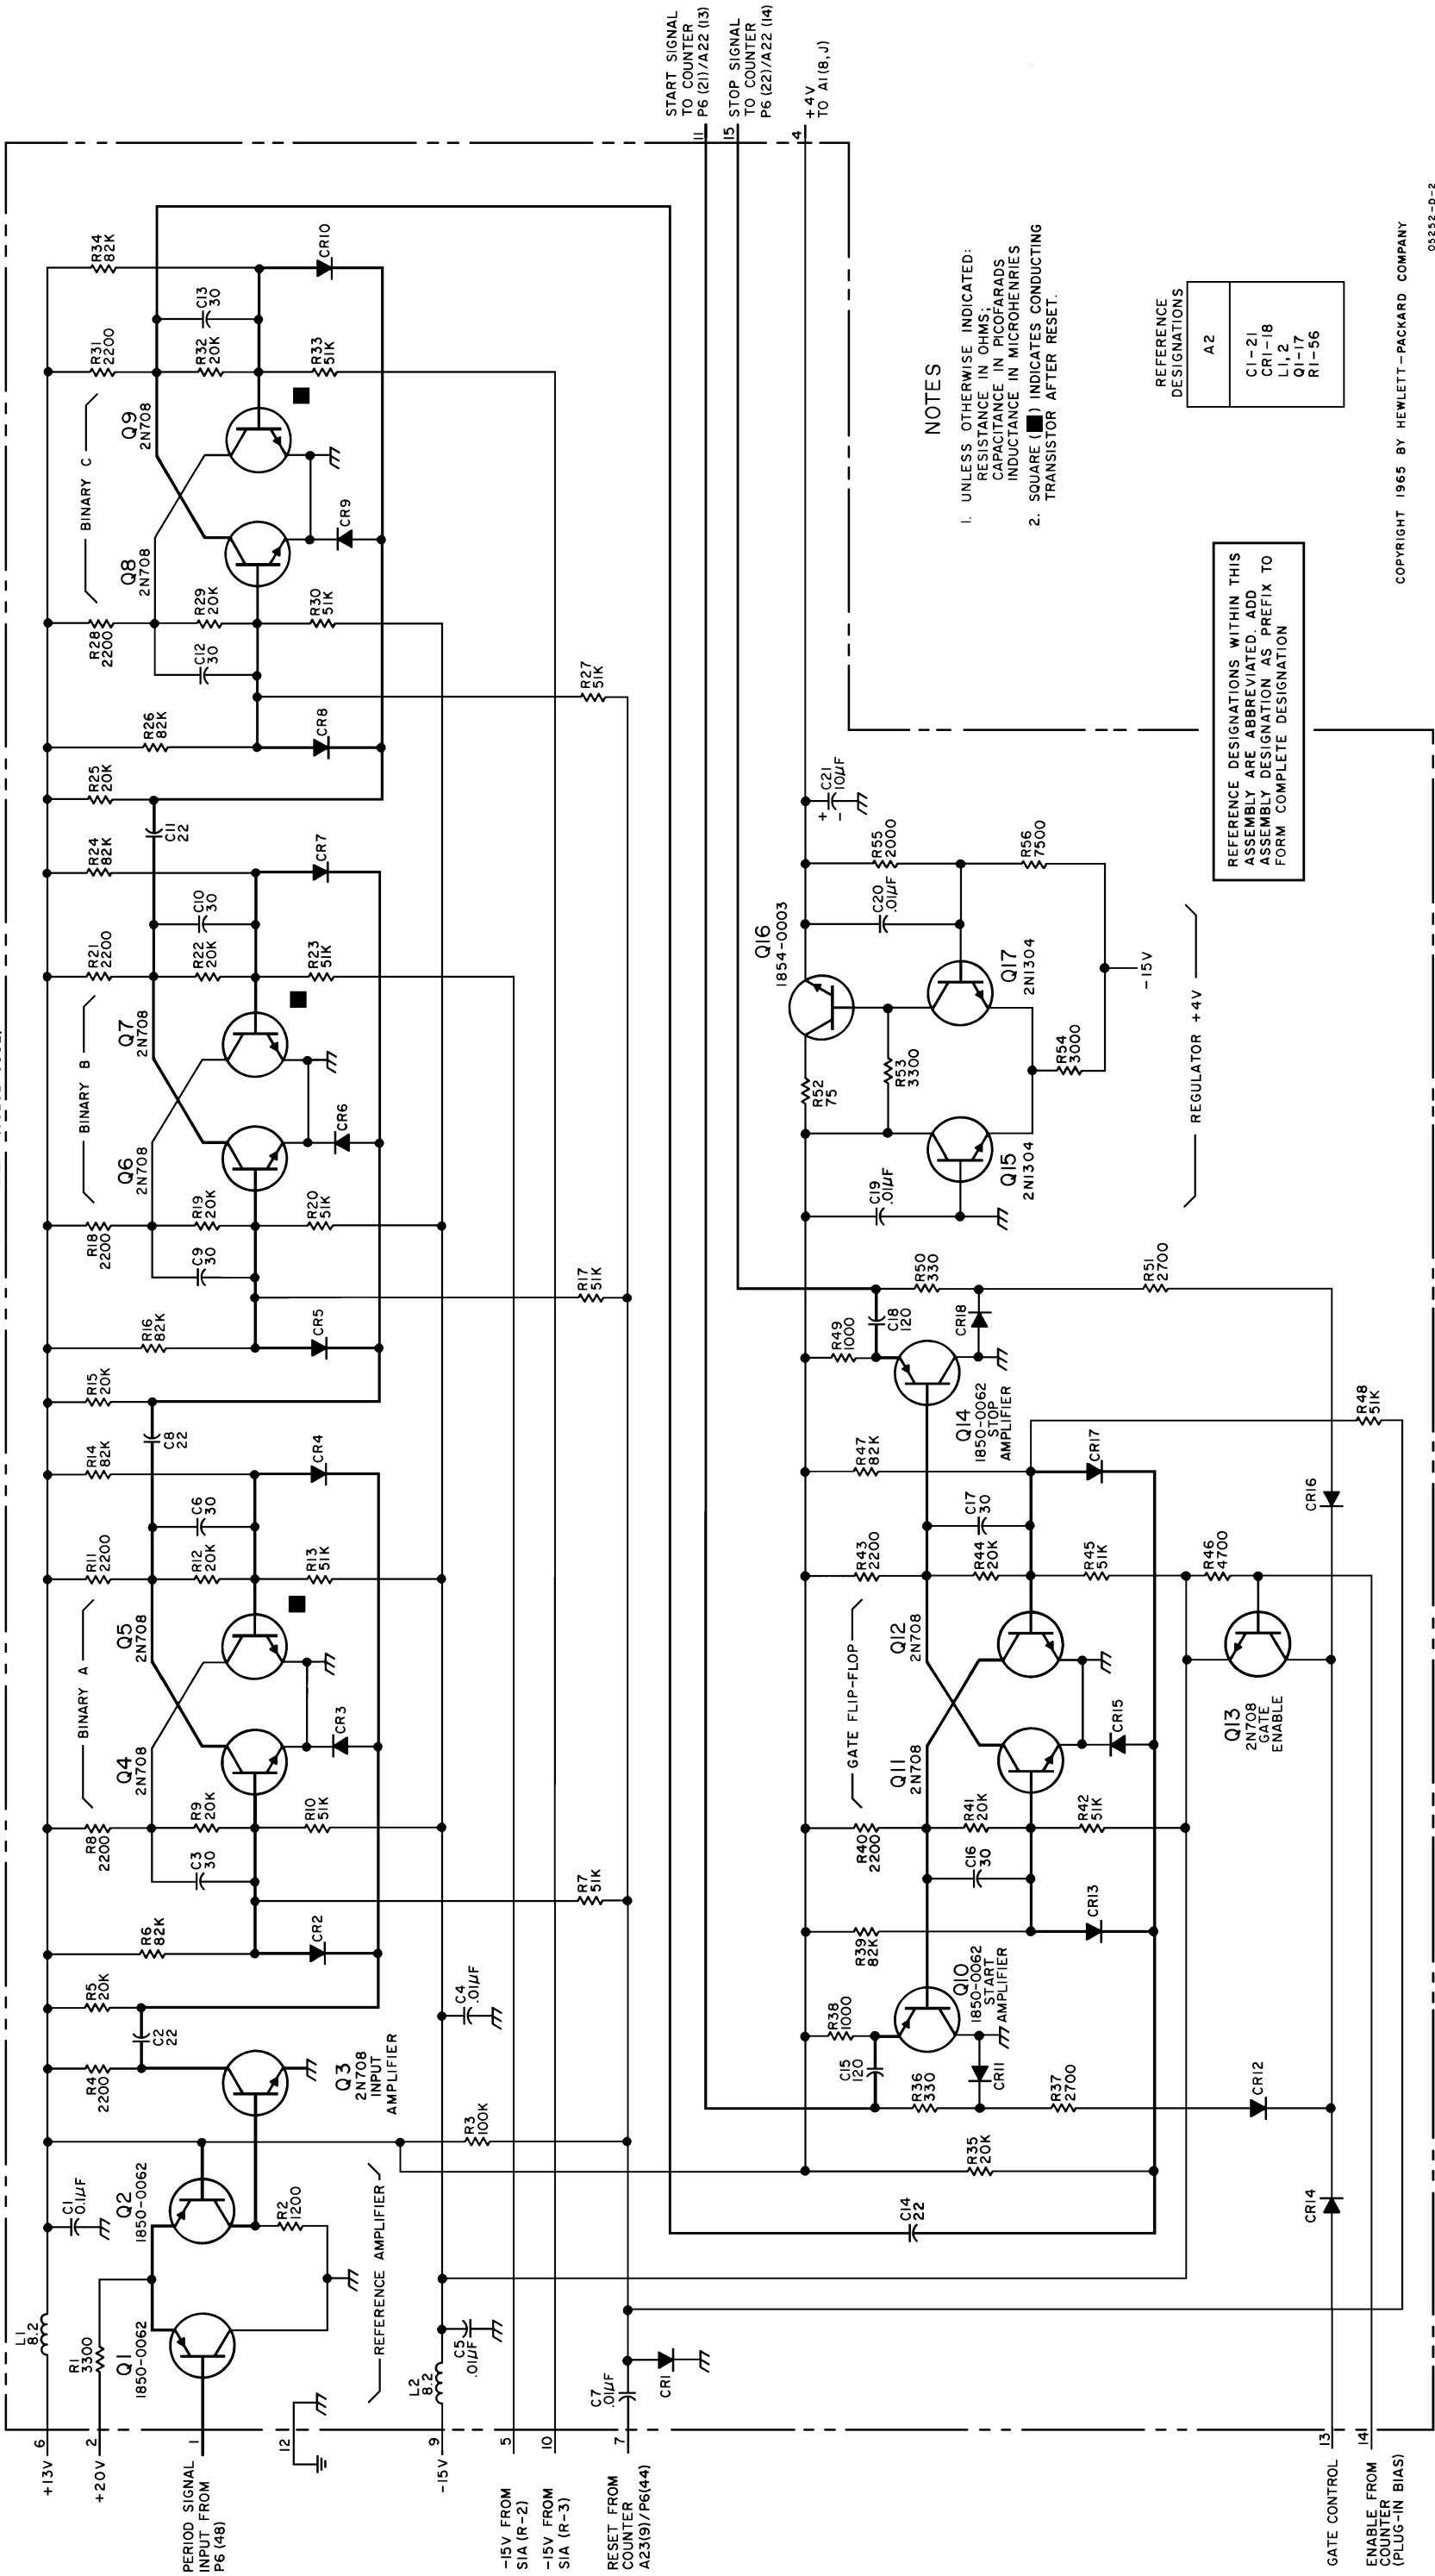 +13V
6
L1
8.2
+20V
2
R1
3300
C1
0.1µF
Q1
1850-0062
Q2
1850-0062
PERIOD SIGNAL
INPUT FROM
P6 (48)
1
12
R2
1200
REFERENCE AMPLIFIER
R4
2200
C2
22
R5
20K
Q3
2N708
INPUT
AMPLIFIER
R3
100K
-15V
9
L2
8.2
C5
.01µF
C4
.01µF
-15V FROM
S1A (R-2)
5
-15V FROM
S1A (R-3)
10
RESET FROM
COUNTER
A23(9)/P6(44)
7
C7
.01µF
CR1
BINARY A
R6
82K
CR2
R8
2200
C3
30
R9
20K
R10
51K
R7
51K
Q4
2N708
CR3
Q5
2N708
R11
2200
R12
20K
R13
51K
C6
30
R14
82K
CR4
C8
22
R15
20K
BINARY B
R16
82K
CR5
R18
2200
C9
30
R19
20K
R20
51K
R17
51K
Q6
2N708
CR6
Q7
2N708
R21
2200
R22
20K
R23
51K
C10
30
R24
82K
CR7
C11
22
R25
20K
BINARY C
R26
82K
CR8
R28
2200
C12
30
R29
20K
R30
51K
R27
51K
Q8
2N708
CR9
Q9
2N708
R31
2200
R32
20K
R33
51K
C13
30
R34
82K
CR10
START SIGNAL
TO COUNTER
P6 (21)/A22 (13)
11
15
STOP SIGNAL
TO COUNTER
P6 (22)/A22 (14)
4
+4V
TO A1(8,J)
C14
22
R35
20K
R36
330
R37
2700
CR11
CR12
C15
120
R38
1000
Q10
1850-0062
START
AMPLIFIER
GATE FLIP-FLOP
R39
82K
CR13
C16
30
R40
2200
R41
20K
R42
51K
Q11
2N708
CR15
Q12
2N708
R43
2200
R44
20K
R45
51K
C17
30
R47
82K
CR17
Q13
2N708
GATE
ENABLE
R46
4700
CR14
CR16
R48
51K
Q14
1850-0062
STOP
AMPLIFIER
R49
1000
C18
120
CR18
R50
330
R51
2700
GATE CONTROL
13
ENABLE FROM
COUNTER
(PLUG-IN BIAS)
14
C19
.01µF
Q15
2N1304
R52
75
R53
3300
R54
3000
Q16
1854-0003
Q17
2N1304
C20
.01µF
R55
2000
R56
7500
+
-
C21
10µF
-15V
REGULATOR +4V
NOTES
1. UNLESS OTHERWISE INDICATED:
RESISTANCE IN OHMS;
CAPACITANCE IN PICOFARADS
INDUCTANCE IN MICROHENRIES
2. SQUARE (■) INDICATES CONDUCTING
TRANSISTOR AFTER RESET.
REFERENCE
DESIGNATIONS
A2
C1-21
CR1-18
L1, 2
Q1-17
R1-56
REFERENCE DESIGNATIONS WITHIN THIS
ASSEMBLY ARE ABBREVIATED. ADD
ASSEMBLY DESIGNATION AS PREFIX TO
FORM COMPLETE DESIGNATION
COPYRIGHT 1965 BY HEWLETT-PACKARD COMPANY
05252-D-2